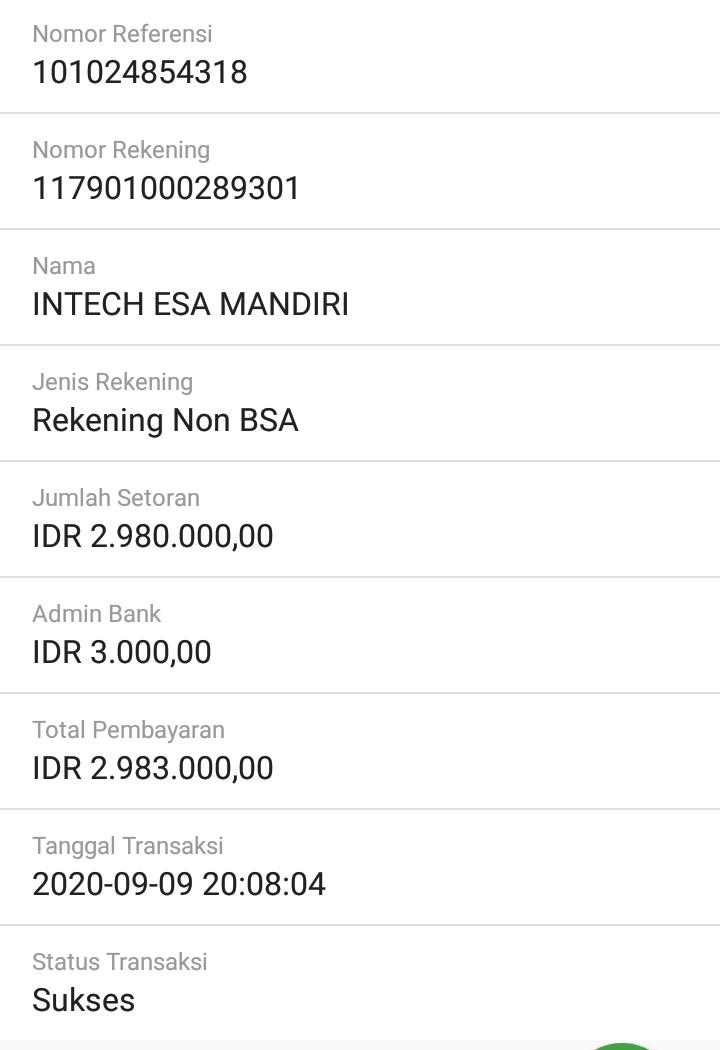 Nomor Referensi
101024854318
Nomor Rekening
117901000289301
Nama
INTECH ESA MANDIRI
Jenis Rekening
Rekening Non BSA
Jumlah Setoran
IDR 2.980.000,00
Admin Bank
IDR 3.000,00
Total Pembayaran
IDR 2.983.000,00
Tanggal Transaksi
2020-09-09 20:08:04
Status Transaksi
Sukses